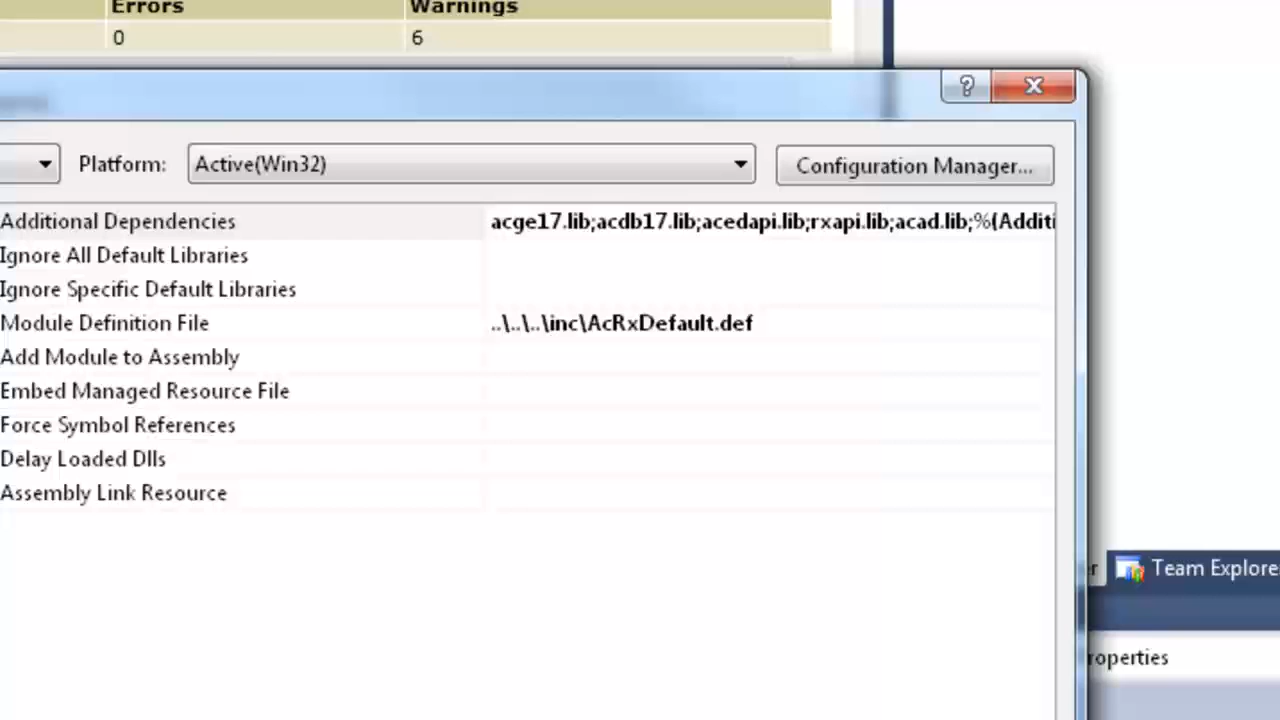 Errors Warnings
0 6
?
Platform: Active(Win32) Configuration Manager...
Additional Dependencies acge17.lib;acdb17.lib;acedapi.lib;rxapi.lib;acad.lib;%(Additi
Ignore All Default Libraries
Ignore Specific Default Libraries
Module Definition File ..\..\..\inc\AcRxDefault.def
Add Module to Assembly
Embed Managed Resource File
Force Symbol References
Delay Loaded Dlls
Assembly Link Resource
er Team Explore
roperties